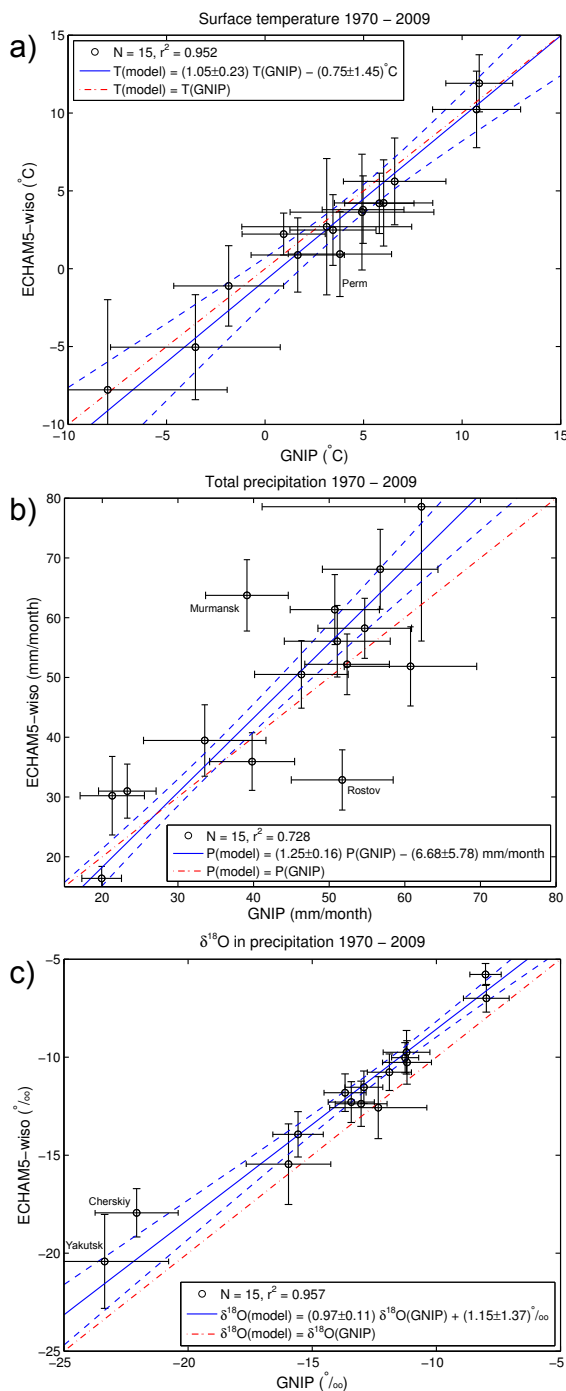 Surface temperature 1970 − 2009
a)
N = 15, r² = 0.952
T(model) = (1.05±0.23) T(GNIP) − (0.75±1.45)°C
T(model) = T(GNIP)
15
10
5
0
−5
−10
ECHAM5−wiso (°C)
Perm
−10 −5 0 5 10 15
GNIP (°C)
Total precipitation 1970 − 2009
b)
80
70
60
50
40
30
20
ECHAM5−wiso (mm/month)
Murmansk
Rostov
N = 15, r² = 0.728
P(model) = (1.25±0.16) P(GNIP) − (6.68±5.78) mm/month
P(model) = P(GNIP)
20 30 40 50 60 70 80
GNIP (mm/month)
δ¹⁸O in precipitation 1970 − 2009
c)
−5
−10
−15
−20
−25
ECHAM5−wiso (°/₀₀)
Cherskiy
Yakutsk
N = 15, r² = 0.957
δ¹⁸O(model) = (0.97±0.11) δ¹⁸O(GNIP) + (1.15±1.37)°/₀₀
δ¹⁸O(model) = δ¹⁸O(GNIP)
−25 −20 −15 −10 −5
GNIP (°/₀₀)